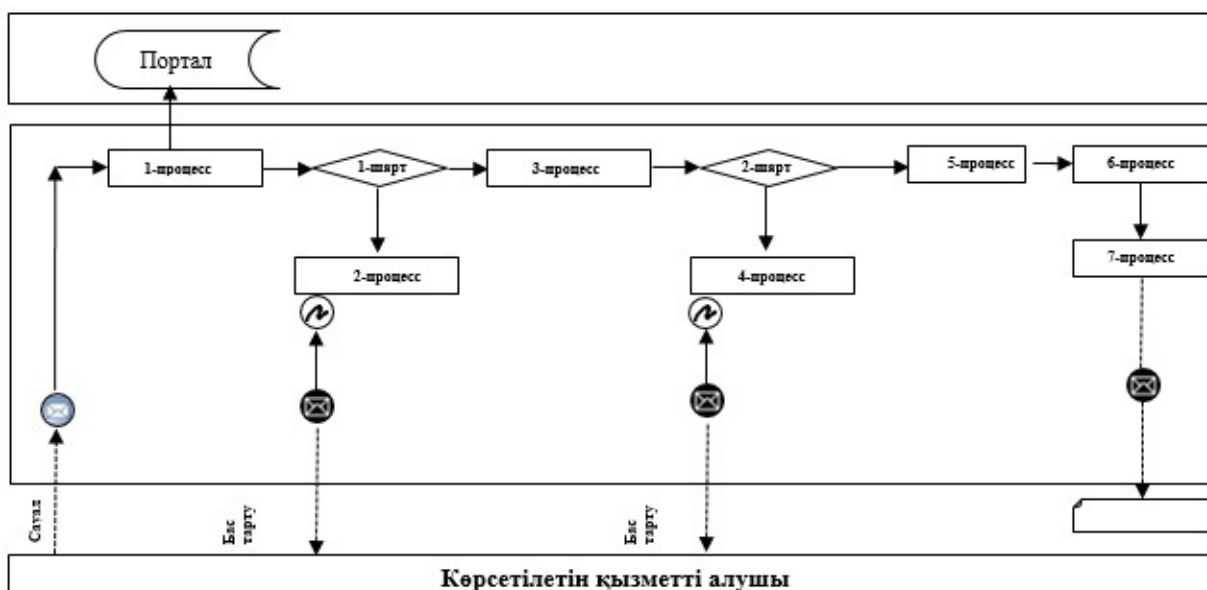 Портал
1-процесс
1-шарт
3-процесс
2-шарт
5-процесс
6-процесс
2-процесс
4-процесс
7-процесс
Сауал
Бас
тарту
Бас
тарту
Көрсетілетін қызметті алушы